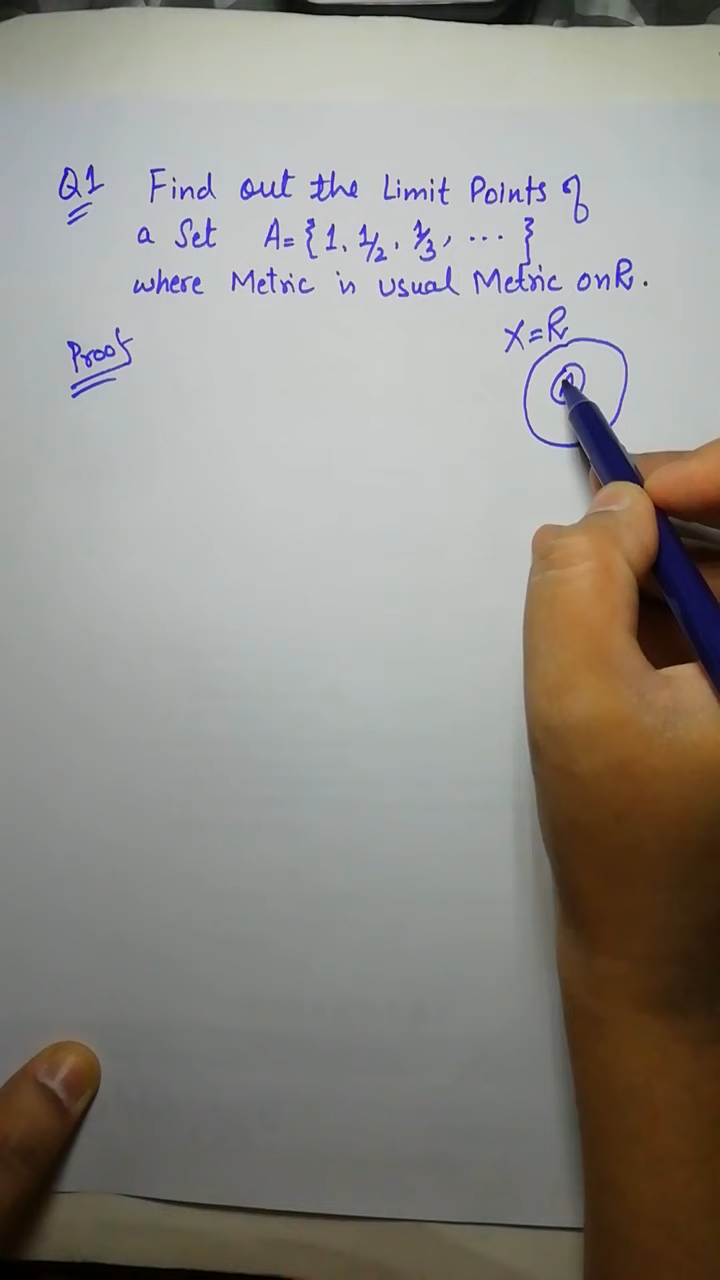 Q1 Find out the Limit Points of
a Set A = {1, 1/2, 1/3, ... }
where Metric is usual Metric on R.
Proof
X=R
A